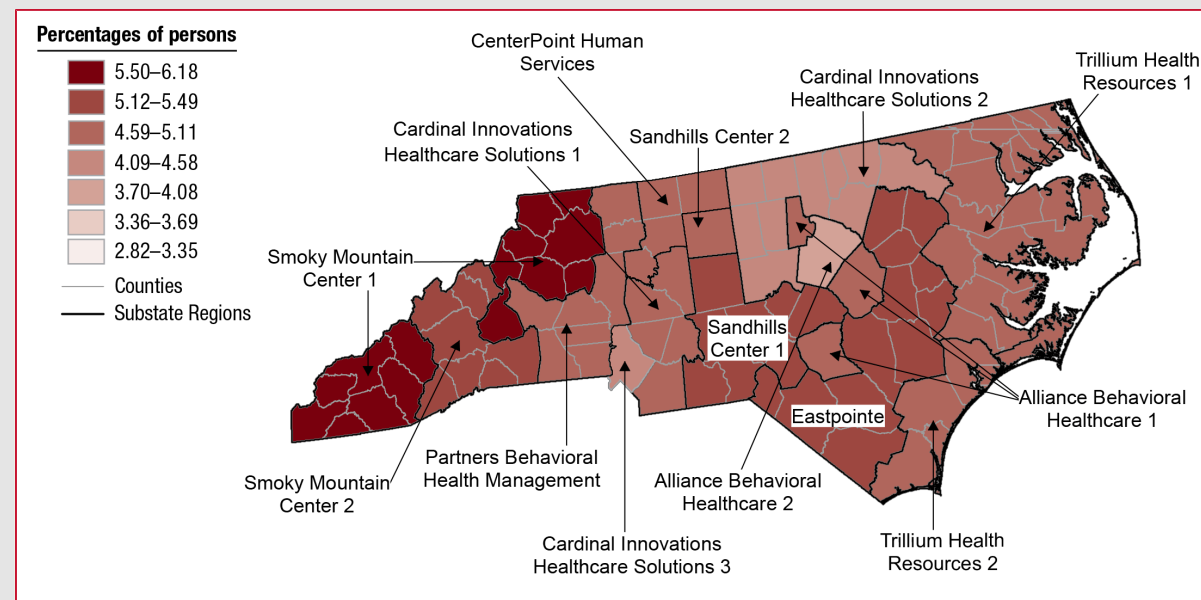 Percentages of persons
5.50–6.18
5.12–5.49
4.59–5.11
4.09–4.58
3.70–4.08
3.36–3.69
2.82–3.35
Counties
Substate Regions
CenterPoint Human
Services
Cardinal Innovations
Healthcare Solutions 2
Trillium Health
Resources 1
Cardinal Innovations
Healthcare Solutions 1
Sandhills Center 2
Smoky Mountain
Center 1
Sandhills
Center 1
Eastpointe
Alliance Behavioral
Healthcare 1
Smoky Mountain
Center 2
Partners Behavioral
Health Management
Alliance Behavioral
Healthcare 2
Cardinal Innovations
Healthcare Solutions 3
Trillium Health
Resources 2